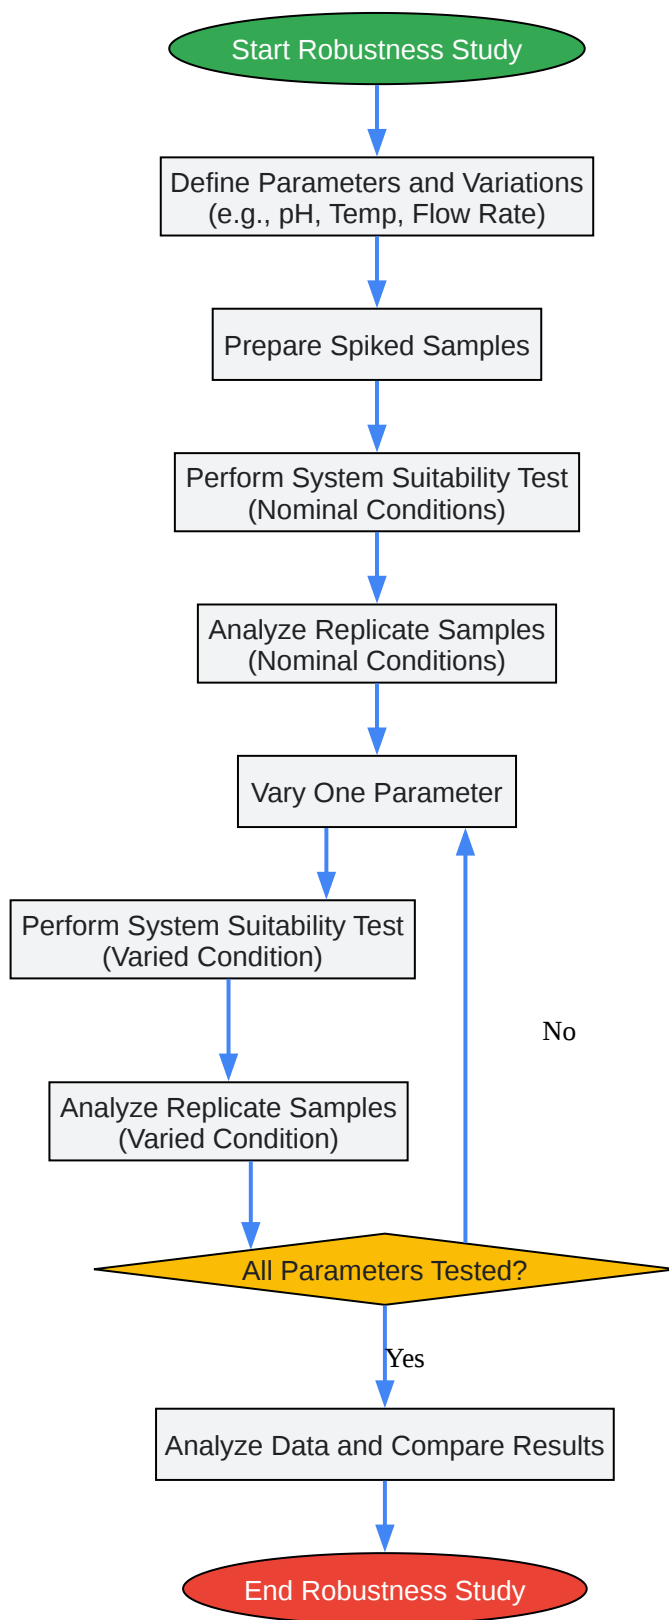 Start Robustness Study
Define Parameters and Variations
(e.g., pH, Temp, Flow Rate)
Prepare Spiked Samples
Perform System Suitability Test
(Nominal Conditions)
Analyze Replicate Samples
(Nominal Conditions)
Vary One Parameter
Perform System Suitability Test
(Varied Condition)
No
Analyze Replicate Samples
(Varied Condition)
All Parameters Tested?
Yes
Analyze Data and Compare Results
End Robustness Study